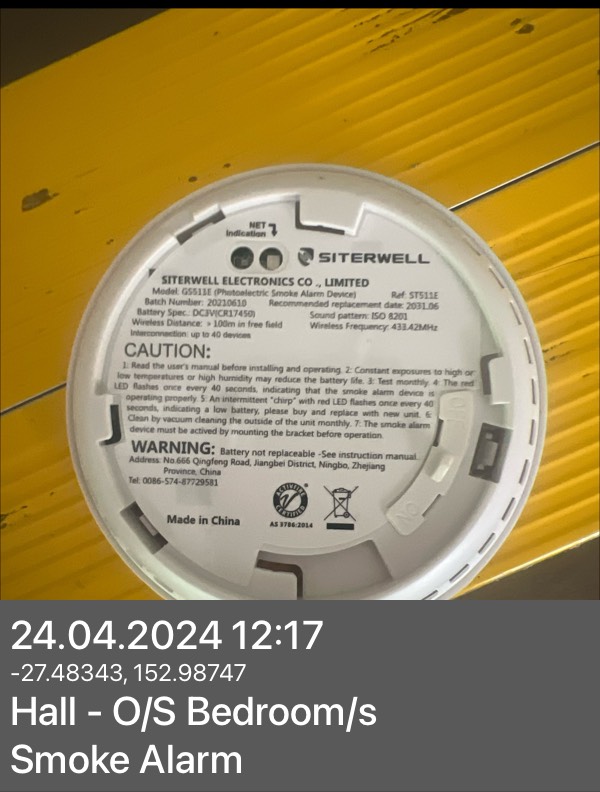 NET
Indication
SITERWELL
SITERWELL ELECTRONICS CO ., LIMITED
Model: GS511E (Photoelectric Smoke Alarm Device) Ref: ST511E
Batch Number: 20210610 Recommended replacement date: 2031.06
Battery Spec.: DC3V(CR17450) Sound pattern: ISO 8201
Wireless Distance: > 100m in free field Wireless Frequency: 433.42MHz
Interconnection: up to 40 devices
CAUTION:
1: Read the user's manual before installing and operating. 2: Constant exposures to high or
low temperatures or high humidity may reduce the battery life. 3: Test monthly. 4: The red
LED flashes once every 40 seconds, indicating that the smoke alarm device is
operating properly. 5: An intermittent "chirp" with red LED flashes once every 40
seconds, indicating a low battery, please buy and replace with new unit. 6:
Clean by vacuum cleaning the outside of the unit monthly. 7: The smoke alarm
device must be actived by mounting the bracket before operation.
WARNING: Battery not replaceable -See instruction manual.
Address: No.666 Qingfeng Road, Jiangbei District, Ningbo, Zhejiang
Province, China
Tel: 0086-574-87729581
ACTIVFIRE
CERTIFIED
Made in China
AS 3786:2014
ON
24.04.2024 12:17
-27.48343, 152.98747
Hall - O/S Bedroom/s
Smoke Alarm